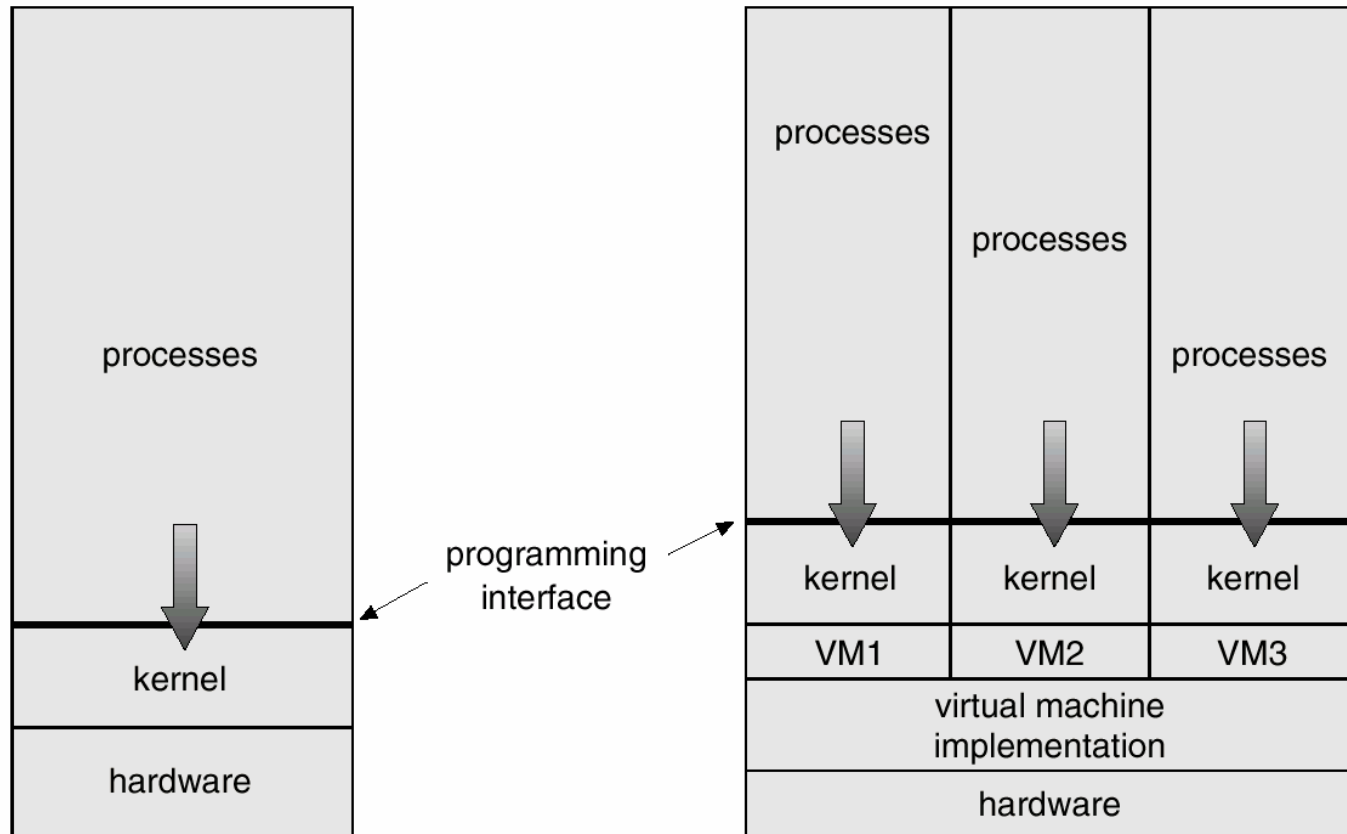 processes
kernel
hardware
programming
interface
processes
processes
processes
kernel
kernel
kernel
VM1
VM2
VM3
virtual machine
implementation
hardware